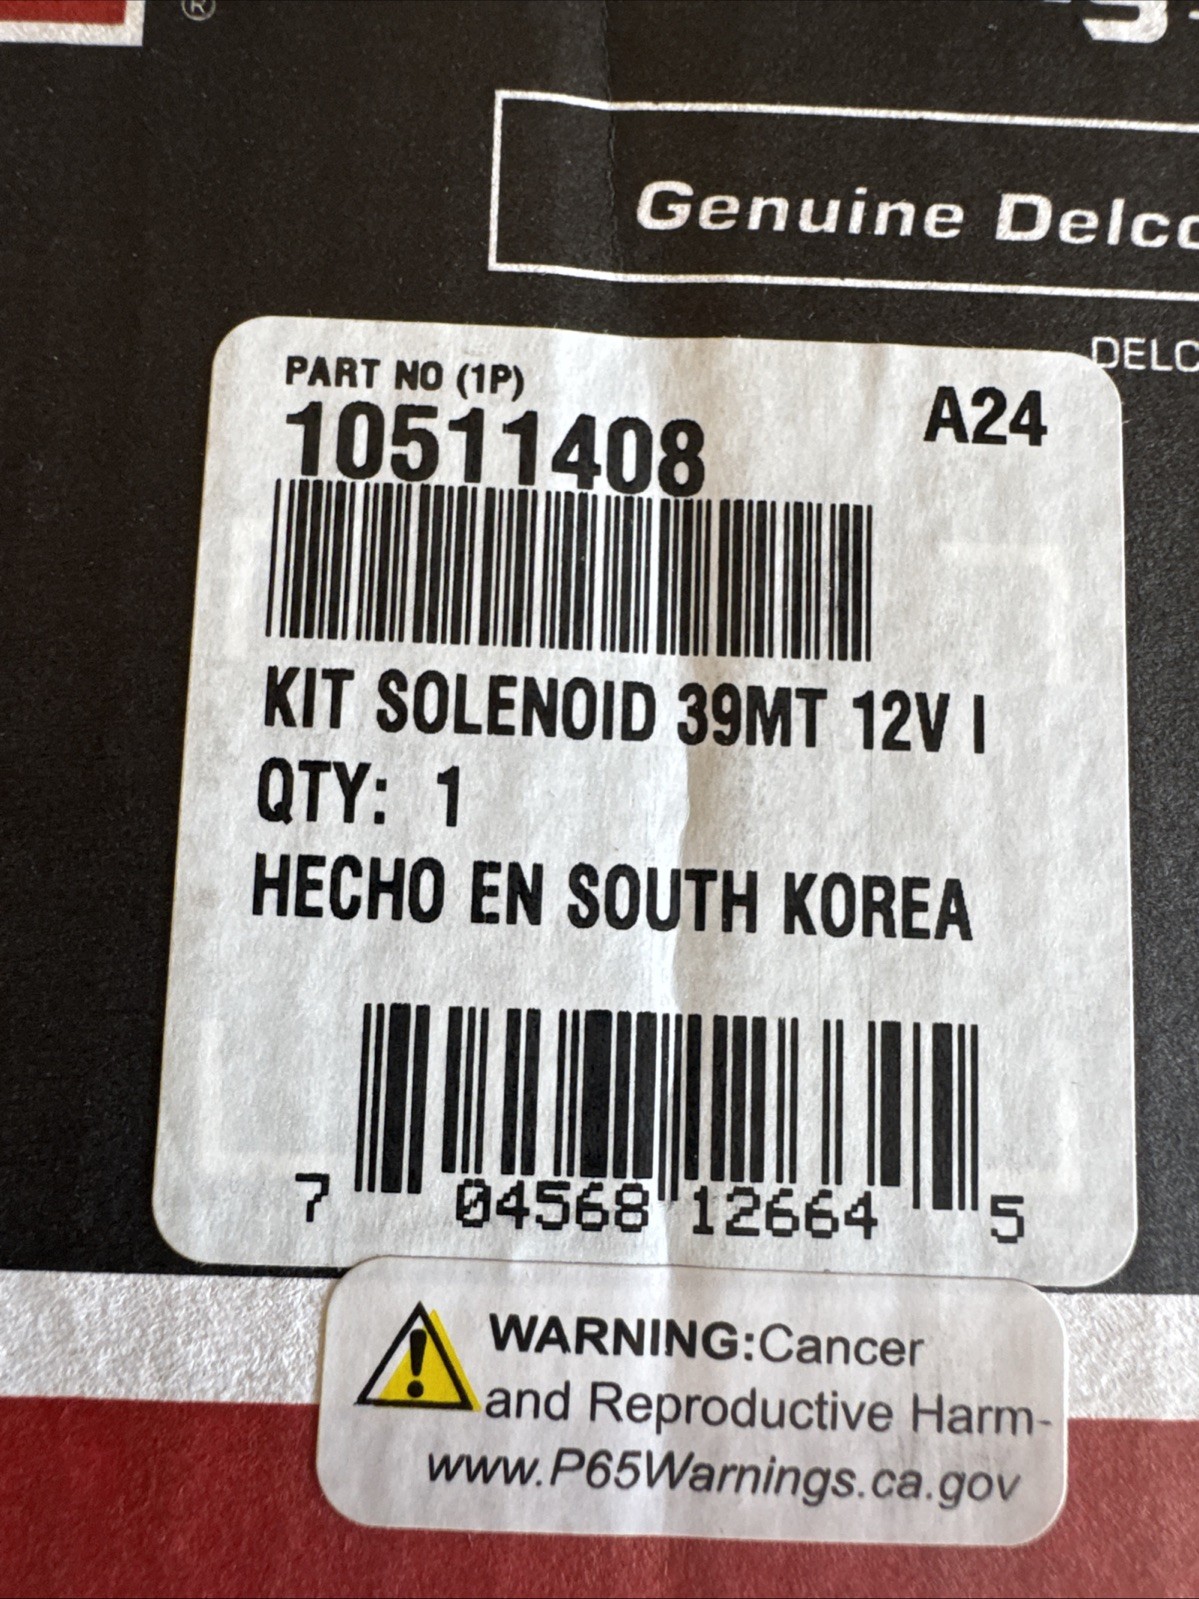 ®
Genuine Delco
DELC
PART NO (1P)
A24
10511408
KIT SOLENOID 39MT 12V I
QTY: 1
HECHO EN SOUTH KOREA
7 04568 12664 5
WARNING:Cancer
and Reproductive Harm-
www.P65Warnings.ca.gov